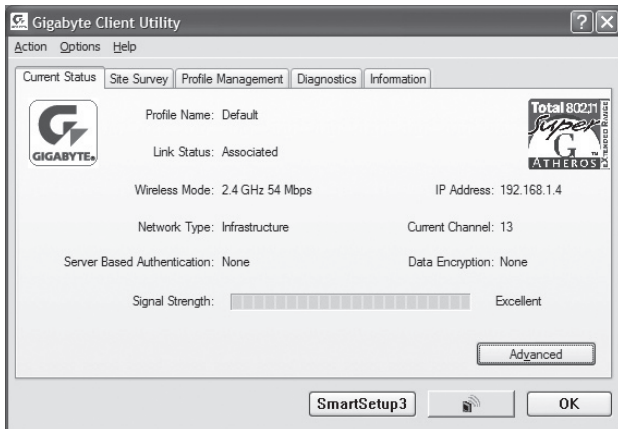 Gigabyte Client Utility
Action Options Help
Current Status Site Survey Profile Management Diagnostics Information
GIGABYTE.
Profile Name: Default
Total 802.11
Super
G ™
ATHEROS
EXTENDED RANGE
Link Status: Associated
Wireless Mode: 2.4 GHz 54 Mbps
IP Address: 192.168.1.4
Network Type: Infrastructure
Current Channel: 13
Server Based Authentication: None
Data Encryption: None
Signal Strength: Excellent
Advanced
SmartSetup3 OK